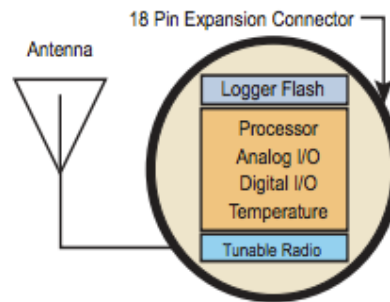 18 Pin Expansion Connector
Antenna
Logger Flash
Processor
Analog I/O
Digital I/O
Temperature
Tunable Radio